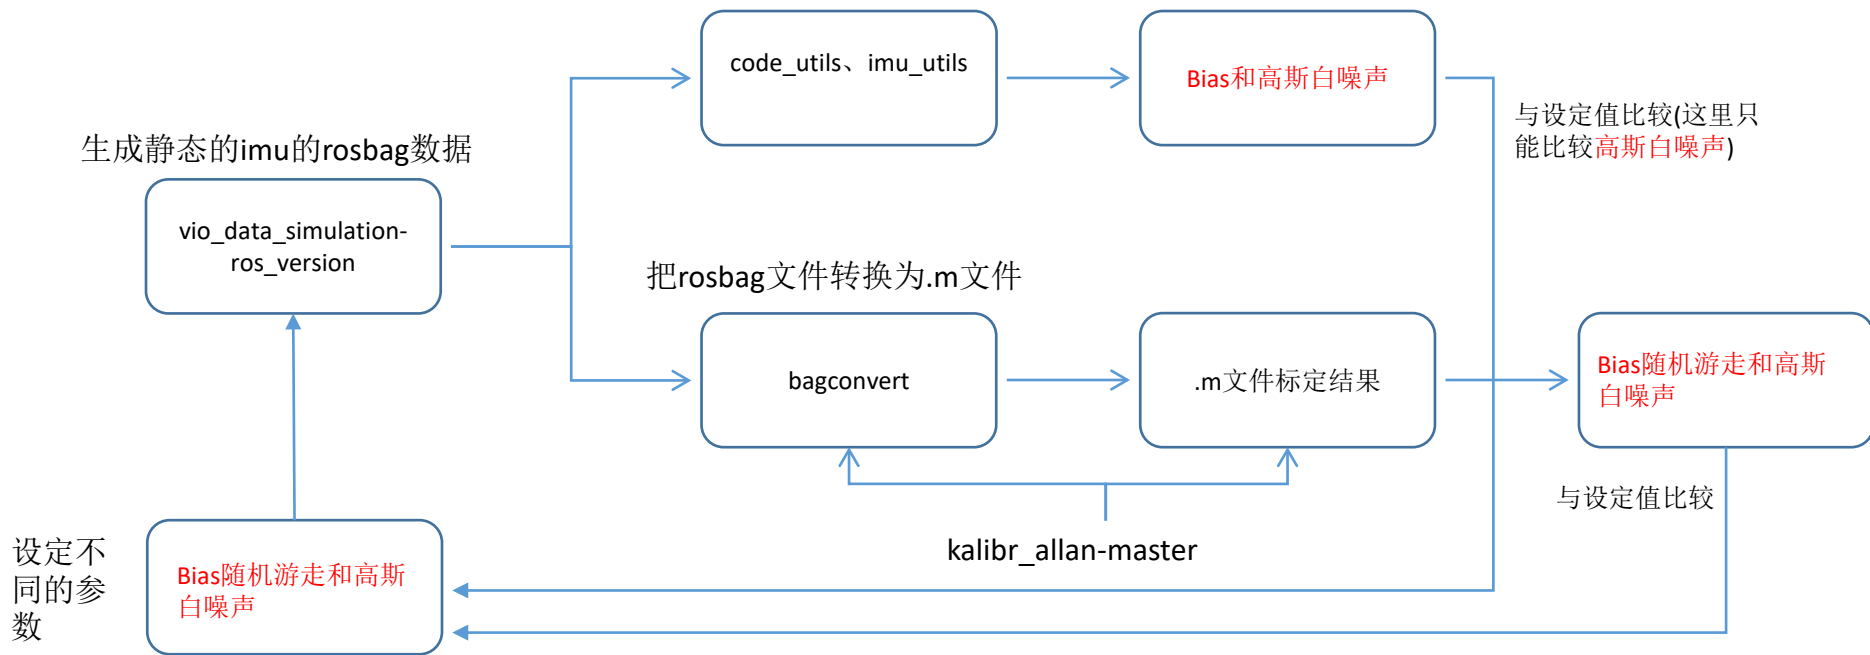 code_utils、imu_utils
Bias和高斯白噪声
与设定值比较(这里只
能比较高斯白噪声)
生成静态的imu的rosbag数据
vio_data_simulation-
ros_version
把rosbag文件转换为.m文件
bagconvert
.m文件标定结果
Bias随机游走和高斯
白噪声
与设定值比较
kalibr_allan-master
设定不
同的参
数
Bias随机游走和高斯
白噪声